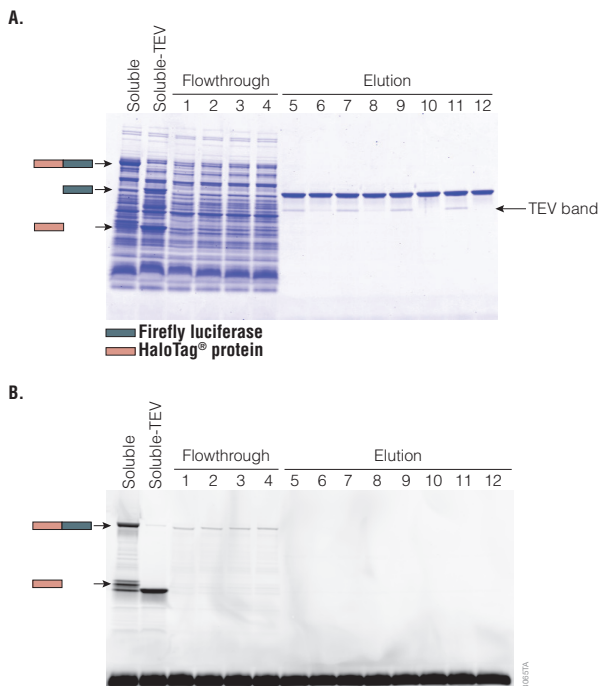 A.
Soluble
Soluble-TEV
Flowthrough
Elution
1 2 3 4 5 6 7 8 9 10 11 12
TEV band
Firefly luciferase
HaloTag® protein
B.
Soluble
Soluble-TEV
Flowthrough
Elution
1 2 3 4 5 6 7 8 9 10 11 12